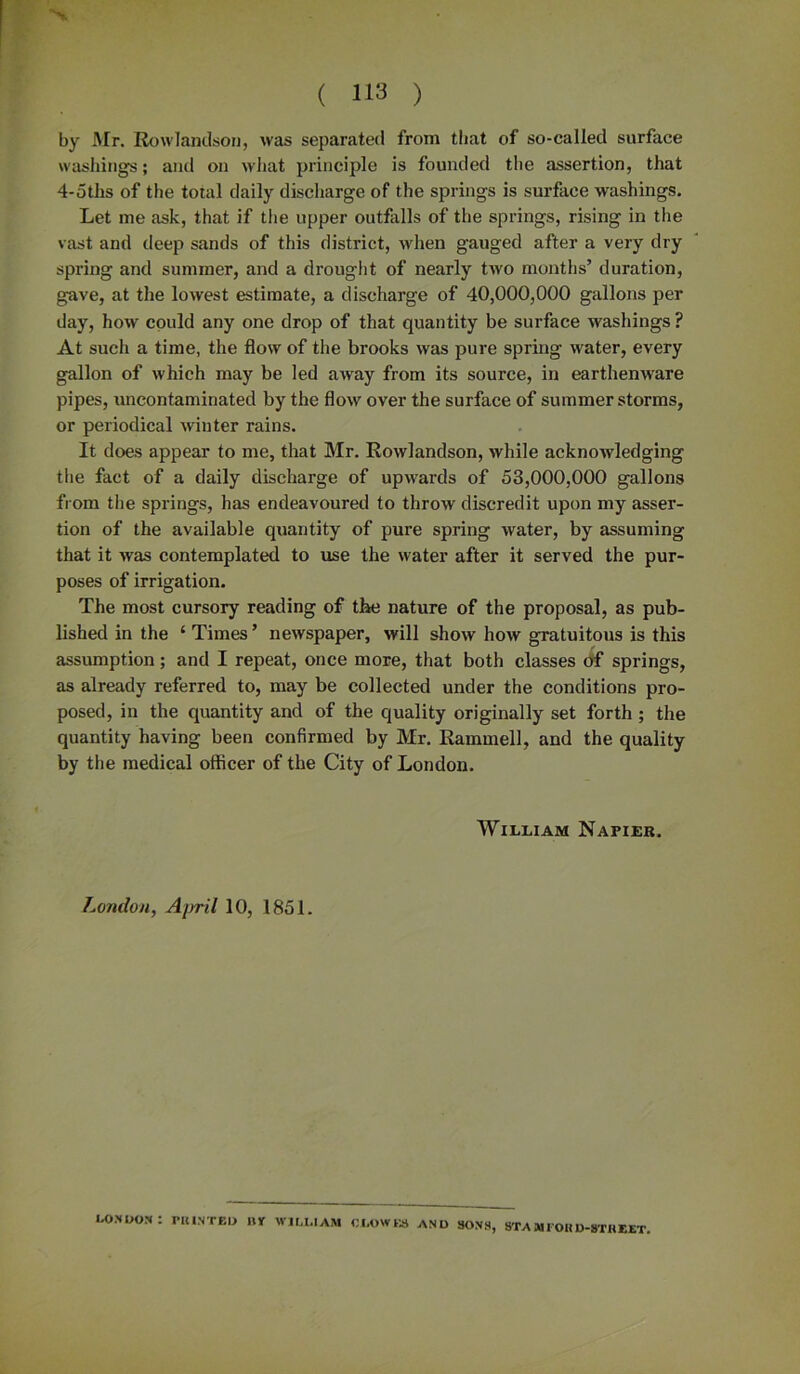 ( 113 )
by Mr. Rowlandson, was separated from that of so-called surface
washings; and on what principle is founded the assertion, that
4-5ths of the total daily discharge of the springs is surface washings.
Let me ask, that if the upper outfalls of the springs, rising in the
vast and deep sands of this district, when gauged after a very dry
spring and summer, and a drought of nearly two months' duration,
gave, at the lowest estimate, a discharge of 40,000,000 gallons per
day, how could any one drop of that quantity be surface washings?
At such a time, the flow of the brooks was pure spring water, every
gallon of which may be led away from its source, in earthenware
pipes, uncontaminated by the flow over the surface of summer storms,
or periodical winter rains.
It does appear to me, that Mr. Rowlandson, while acknowledging
the fact of a daily discharge of upwards of 53,000,000 gallons
from the springs, has endeavoured to throw discredit upon my asser-
tion of the available quantity of pure spring water, by assuming
that it was contemplated to use the water after it served the pur-
poses of irrigation.
The most cursory reading of the nature of the proposal, as pub-
lished in the ‘Times’ newspaper, will show how gratuitous is this
assumption; and I repeat, once more, that both classes of springs,
as already referred to, may be collected under the conditions pro-
posed, in the quantity and of the quality originally set forth; the
quantity having been confirmed by Mr. Rammell, and the quality
by the medical officer of the City of London.
William Napier.
London, April 10, 1851.
LONDON: PRINTED BY WILLIAM CLOWES AND SONS, STAMFORD-STREET.